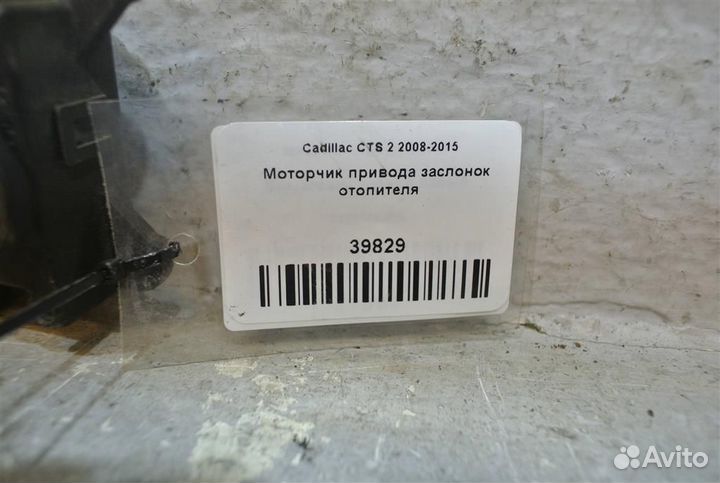 Cadillac CTS 2 2008-2015
Моторчик привода заслонок
отопителя
39829
Avito